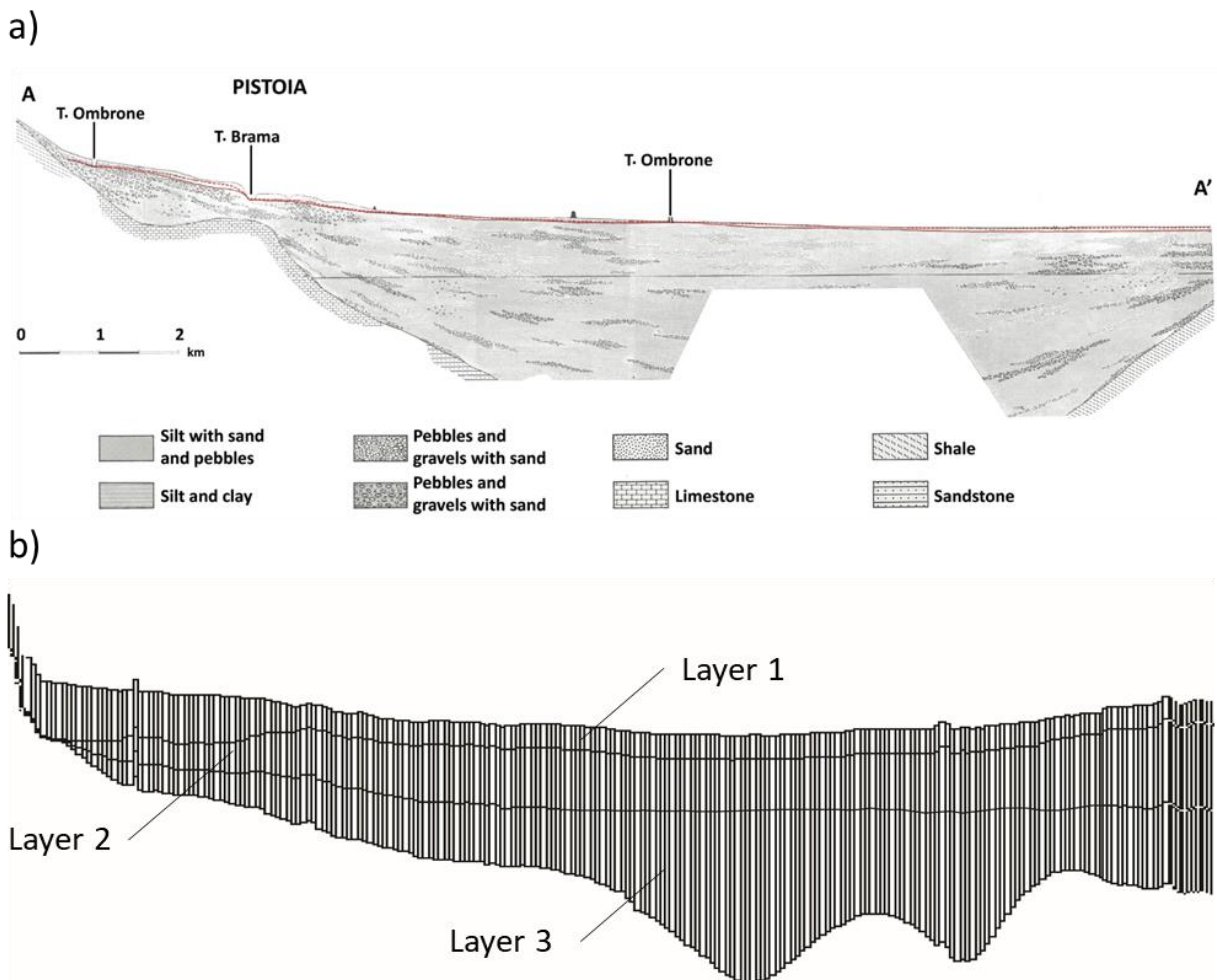 a)
PISTOIA
A
T. Ombrone
T. Brama
T. Ombrone
A'
0 1 2
km
Silt with sand
and pebbles
Pebbles and
gravels with sand
Sand
Shale
Silt and clay
Pebbles and
gravels with sand
Limestone
Sandstone
b)
Layer 1
Layer 2
Layer 3